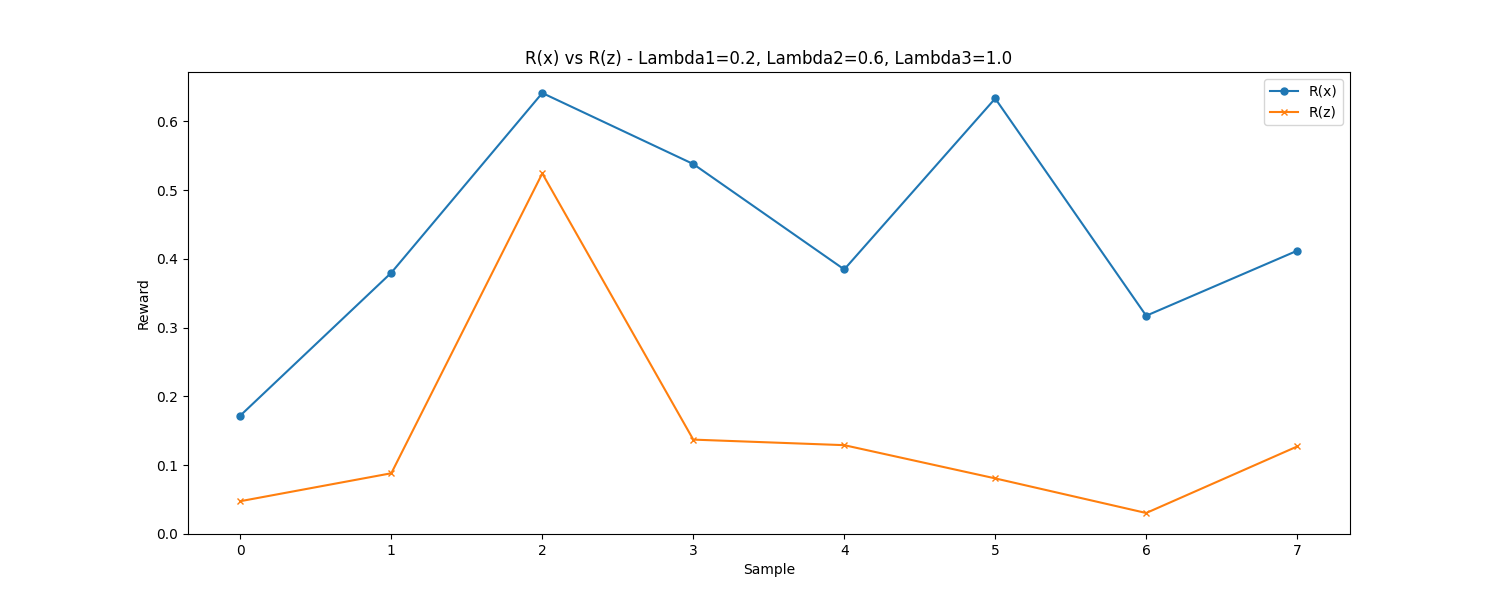 R(x) vs R(z) - Lambda1=0.2, Lambda2=0.6, Lambda3=1.0
R(x)
R(z)
Reward
0.6
0.5
0.4
0.3
0.2
0.1
0.0
0 1 2 3 4 5 6 7
Sample